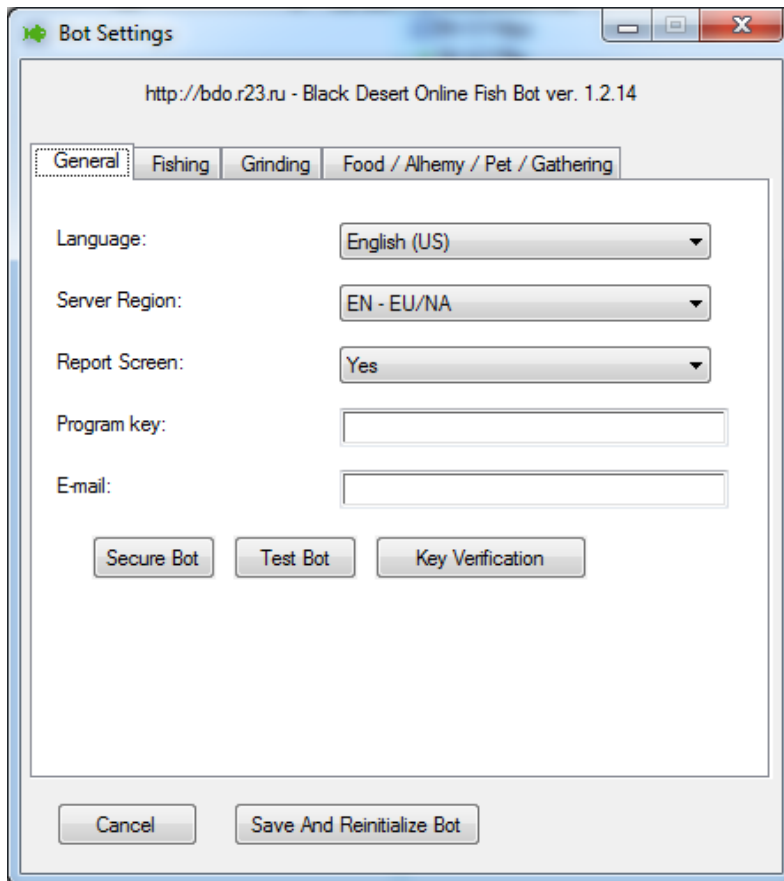 Bot Settings
http://bdo.r23.ru - Black Desert Online Fish Bot ver. 1.2.14
General Fishing Grinding Food / Alhemy / Pet / Gathering
Language: English (US)
Server Region: EN - EU/NA
Report Screen: Yes
Program key:
E-mail:
Secure Bot Test Bot Key Verification
Cancel Save And Reinitialize Bot